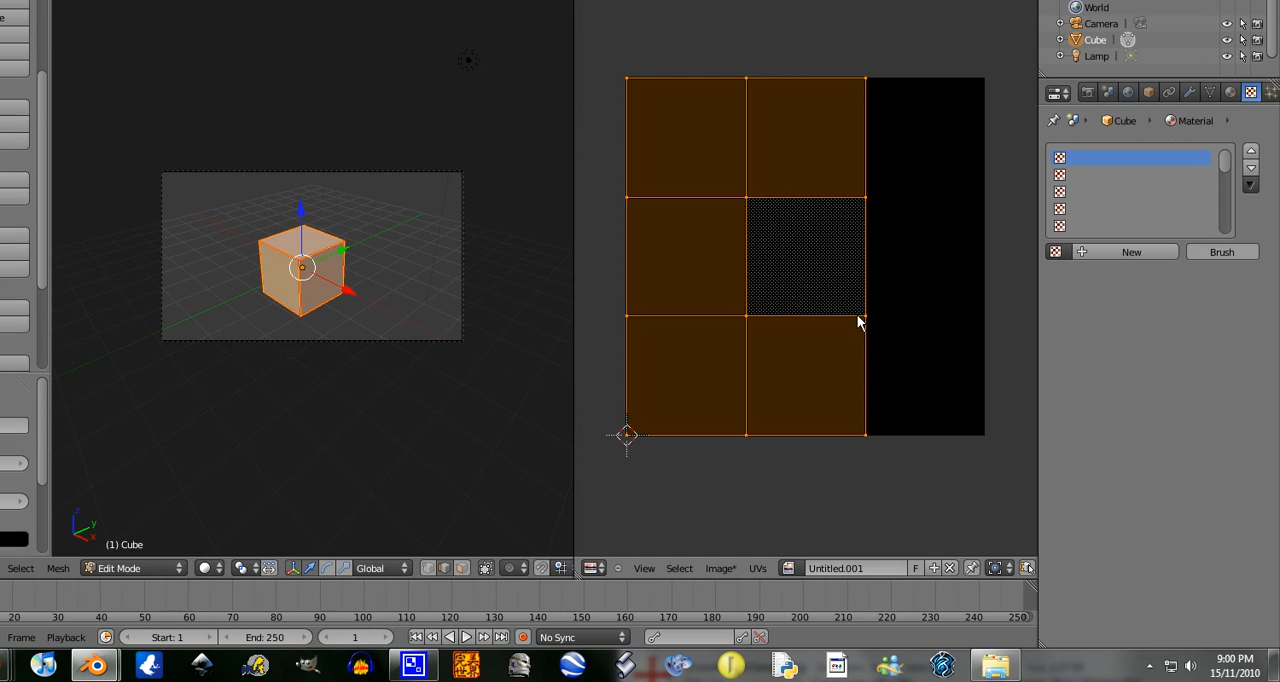 World
Camera
Cube
Lamp
Cube Material
New Brush
e
z
y
x
(1) Cube
Select Mesh Edit Mode Global
View Select Image* UVs Untitled.001 F
20 30 40 50 60 70 80 90 100 110 120 130 140 150 160 170 180 190 200 210 220 230 240 250
Frame Playback Start: 1 End: 250 1 No Sync
9:00 PM
15/11/2010